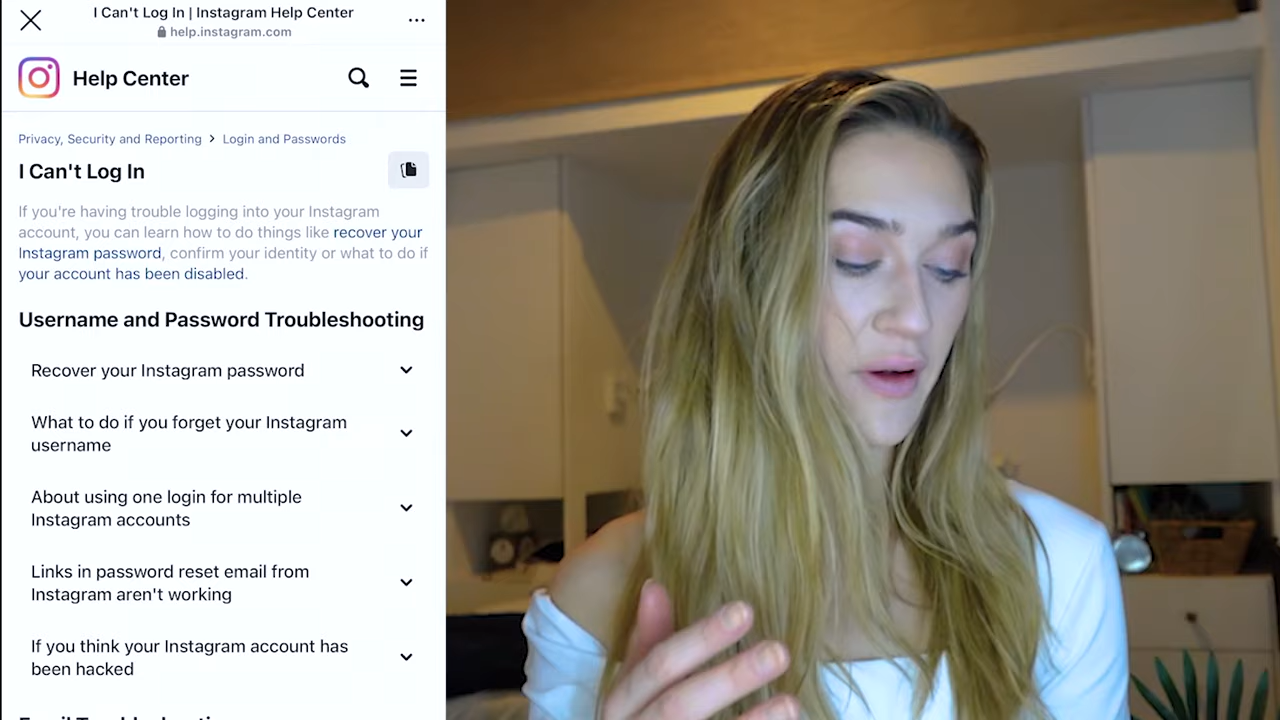 I Can't Log In | Instagram Help Center
help.instagram.com
Help Center
Privacy, Security and Reporting > Login and Passwords
I Can't Log In
If you're having trouble logging into your Instagram
account, you can learn how to do things like recover your
Instagram password, confirm your identity or what to do if
your account has been disabled.
Username and Password Troubleshooting
Recover your Instagram password
What to do if you forget your Instagram
username
About using one login for multiple
Instagram accounts
Links in password reset email from
Instagram aren't working
If you think your Instagram account has
been hacked